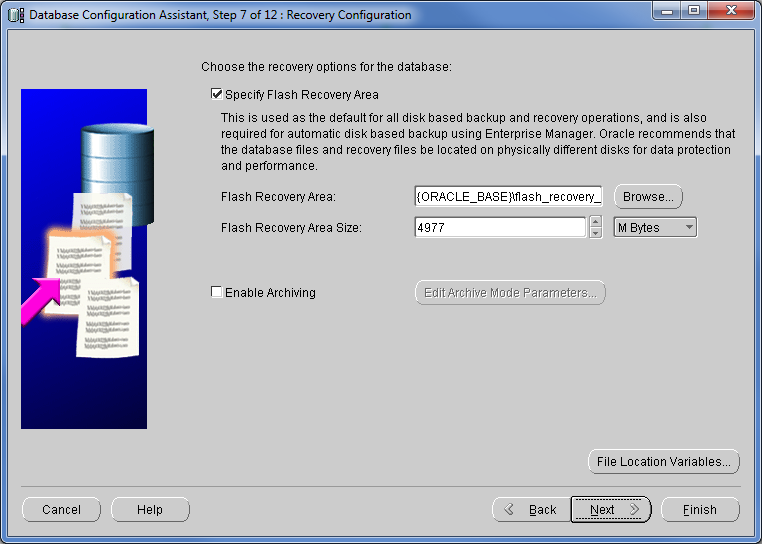 Database Configuration Assistant, Step 7 of 12 : Recovery Configuration
Choose the recovery options for the database:
Specify Flash Recovery Area
This is used as the default for all disk based backup and recovery operations, and is also
required for automatic disk based backup using Enterprise Manager. Oracle recommends that
the database files and recovery files be located on physically different disks for data protection
and performance.
Flash Recovery Area: {ORACLE_BASE}\flash_recovery_ Browse...
Flash Recovery Area Size: 4977 M Bytes
Enable Archiving Edit Archive Mode Parameters...
File Location Variables...
Cancel Help Back Next Finish